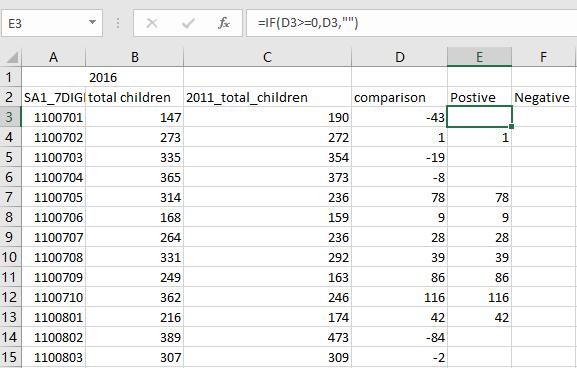 E3 fx =IF(D3>=0,D3,"")
A B C D E F
1 2016
2 SA1_7DIGI total children 2011_total_children comparison Postive Negative
3 1100701 147 190 -43
4 1100702 273 272 1 1
5 1100703 335 354 -19
6 1100704 365 373 -8
7 1100705 314 236 78 78
8 1100706 168 159 9 9
9 1100707 264 236 28 28
10 1100708 331 292 39 39
11 1100709 249 163 86 86
12 1100710 362 246 116 116
13 1100801 216 174 42 42
14 1100802 389 473 -84
15 1100803 307 309 -2